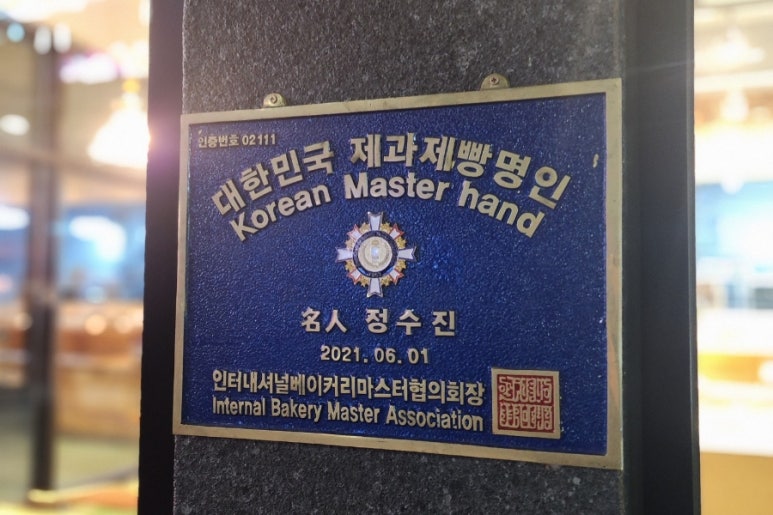 인증번호 02111
대한민국 제과제빵명인
Korean Master hand
名人 정수진
2021. 06. 01
인터내셔널베이커리마스터협의회장
Internal Bakery Master Association